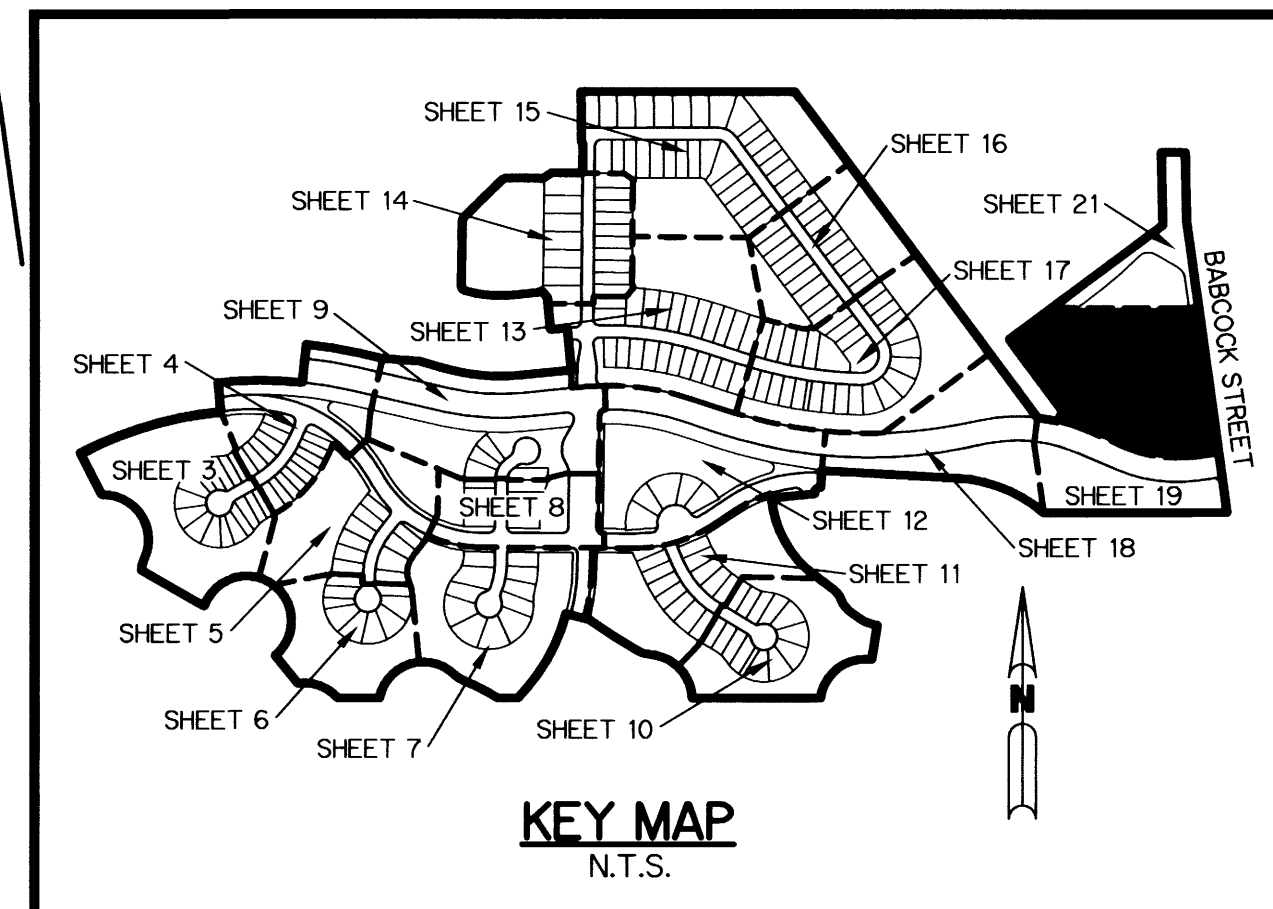 SHEET 15
SHEET 16
SHEET 14
SHEET 21
SHEET 17
BABCOCK STREET
SHEET 9
SHEET 13
SHEET 4
SHEET 3
SHEET 8
SHEET 19
SHEET 12
SHEET 18
SHEET 11
SHEET 5
SHEET 6
SHEET 10
SHEET 7
N
KEY MAP
N.T.S.